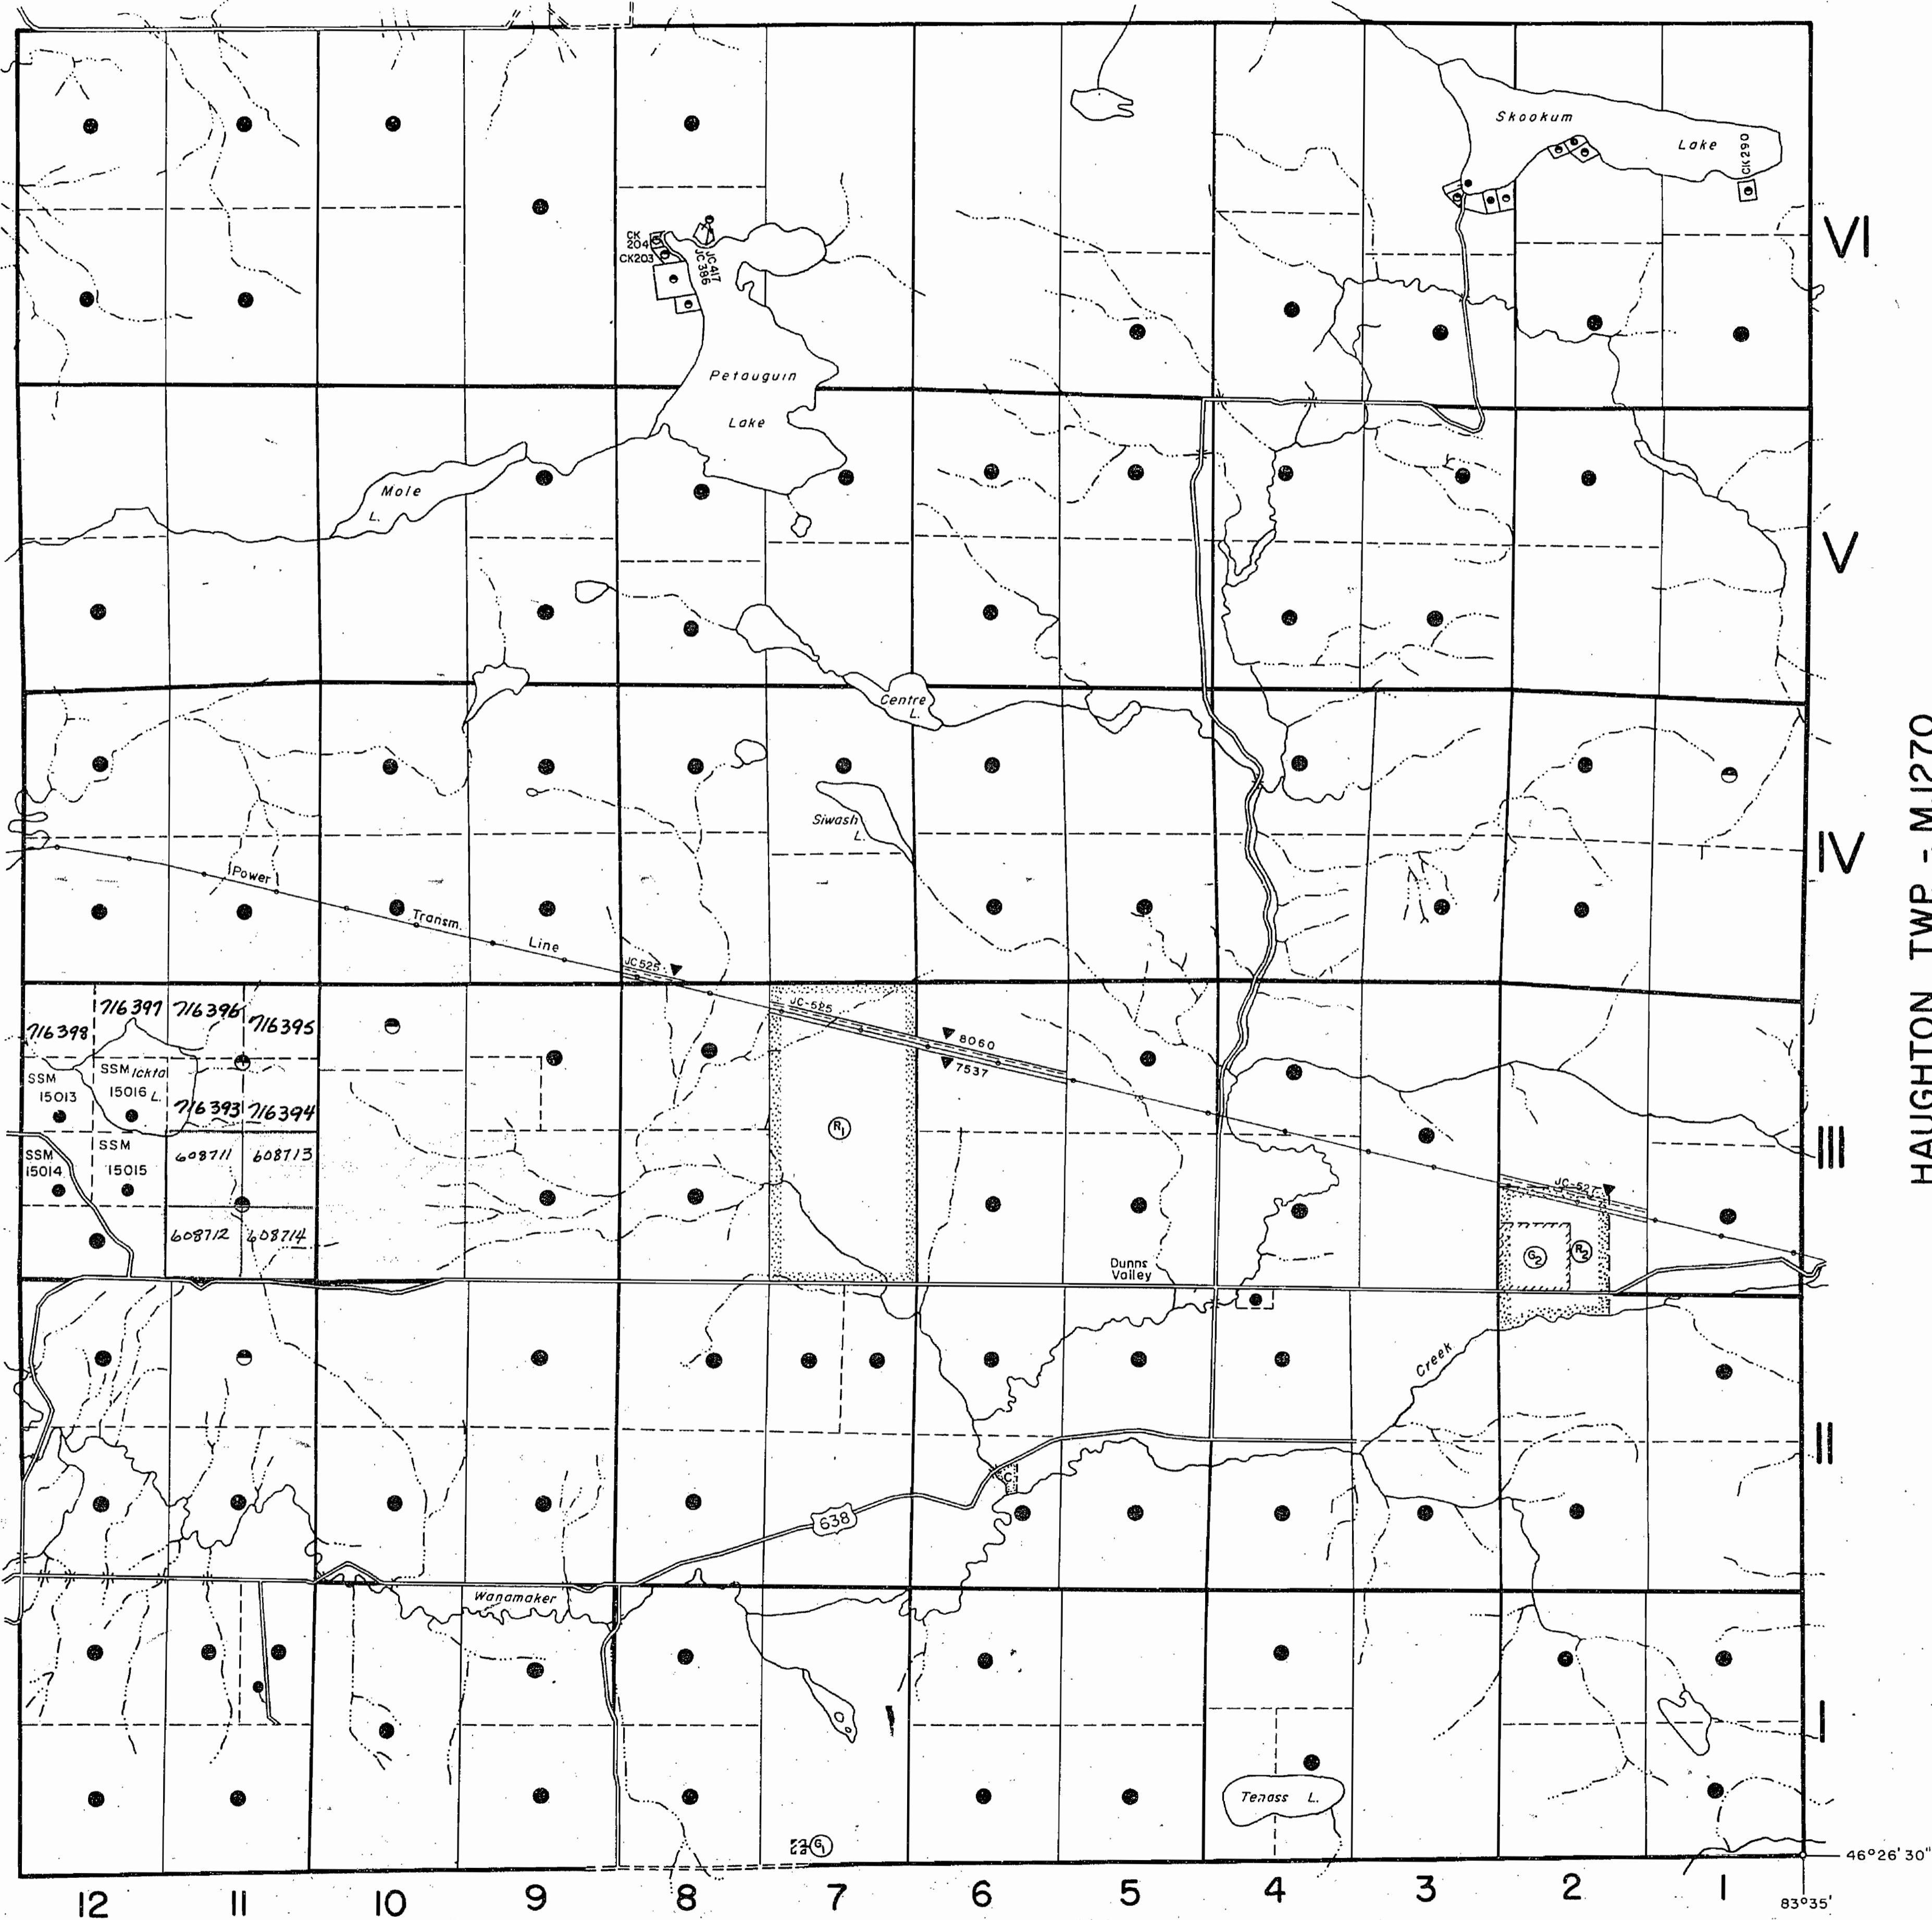 Skookum
Lake
CK290
VI
CK
204
CK203
JC417
JC386
Petauguin
Lake
Mole
L.
V
Centre
L.
Siwash
L.
IV
Power
Transm.
Line
JC525
716398
716397
716396
716395
JC-525
8060
7537
SSM
15013
SSM
15016
Ickta
L.
716393
716394
R1
III
SSM
15014
SSM
15015
608711
608713
JC-527
608712
608714
G2
R2
Dunns
Valley
Creek
II
C
638
Wanamaker
I
Tenass L.
G1
46°26'30"
12
11
10
9
8
7
6
5
4
3
2
1
83°35'
HAUGHTON TWP - M.1270